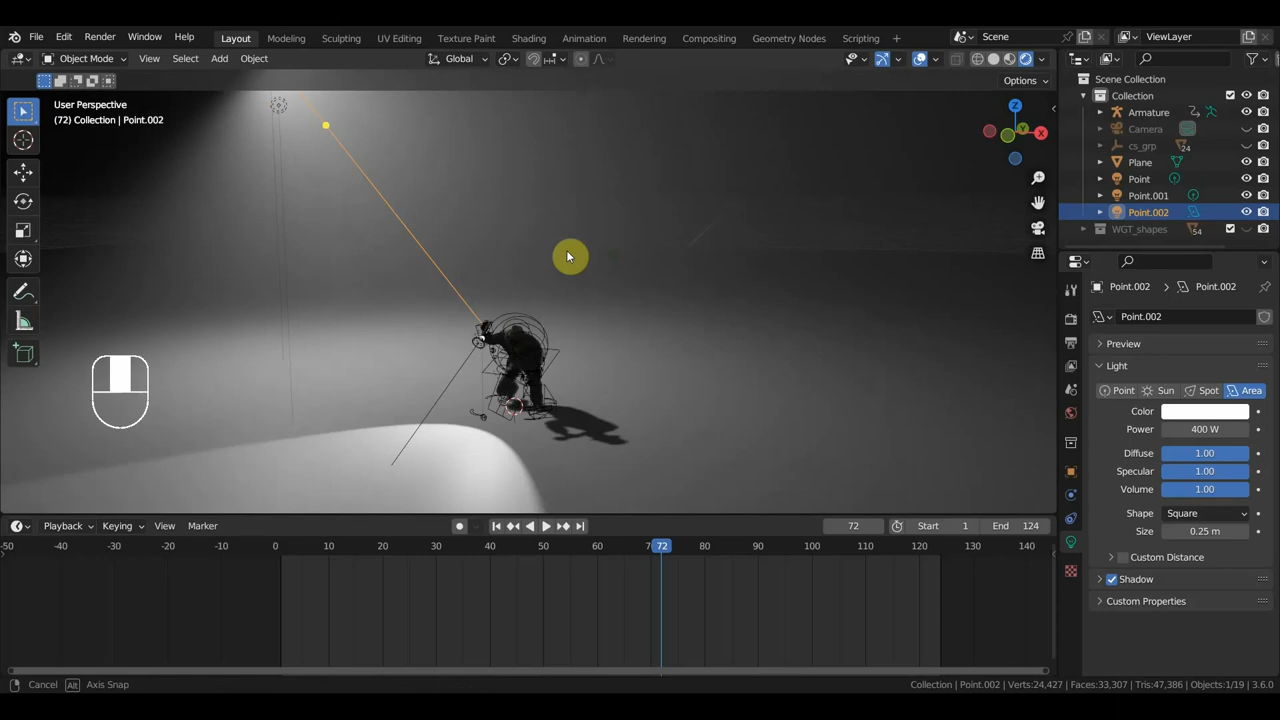 File Edit Render Window Help Layout Modeling Sculpting UV Editing Texture Paint Shading Animation Rendering Compositing Geometry Nodes Scripting + Scene ViewLayer
Object Mode View Select Add Object Global
Options
User Perspective
(72) Collection | Point.002
Z
Y
X
Scene Collection
Collection
Armature
Camera
cs_grp 24
Plane
Point
Point.001
Point.002
WGT_shapes 54
Point.002 > Point.002
Point.002
Preview
Light
Point Sun Spot Area
Color
Power 400 W
Diffuse 1.00
Specular 1.00
Volume 1.00
Shape Square
Size 0.25 m
Custom Distance
Shadow
Custom Properties
Playback Keying View Marker 72 Start 1 End 124
-50 -40 -30 -20 -10 0 10 20 30 40 50 60 7 72 80 90 100 110 120 130 140
Cancel Alt Axis Snap Collection | Point.002 | Verts:24,427 | Faces:33,307 | Tris:47,386 | Objects:1/19 | 3.6.0